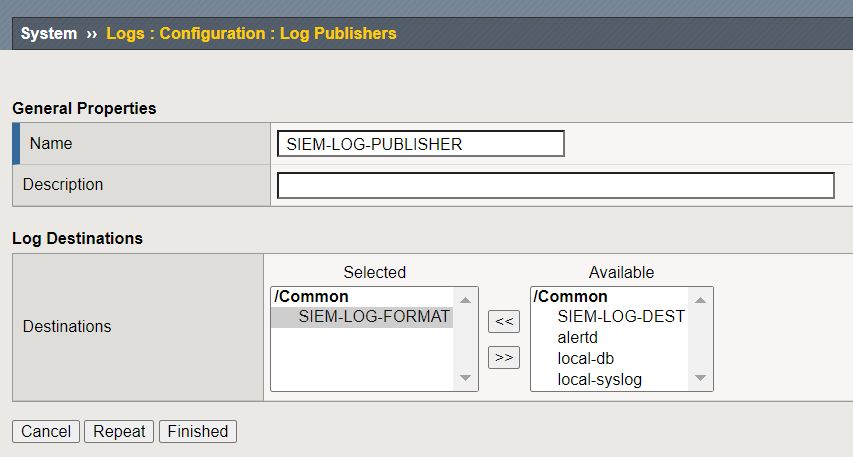 System ›› Logs : Configuration : Log Publishers
General Properties
Name SIEM-LOG-PUBLISHER
Description
Log Destinations
Selected Available
/Common /Common
SIEM-LOG-FORMAT SIEM-LOG-DEST
<< alertd
Destinations
>> local-db
local-syslog
Cancel Repeat Finished